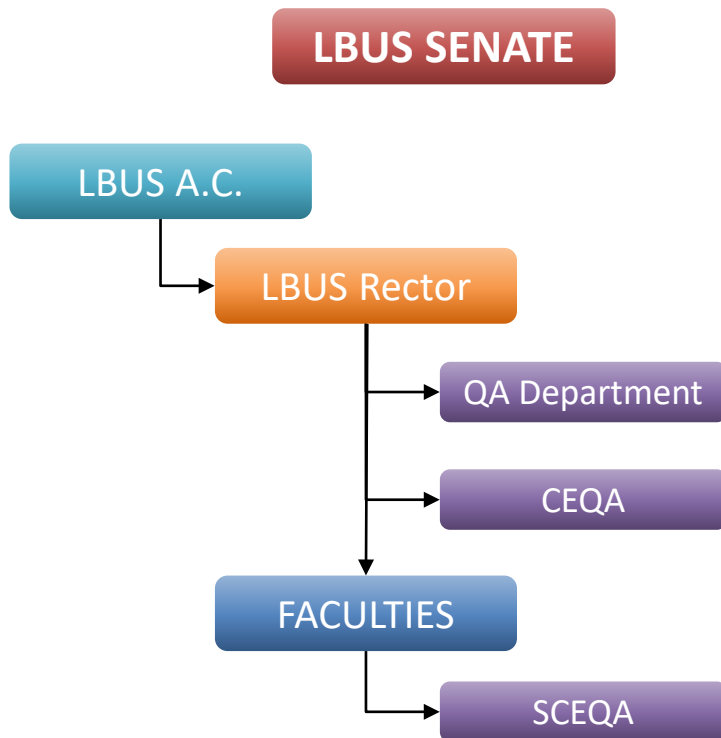 LBUS SENATE
LBUS A.C.
LBUS Rector
QA Department
CEQA
FACULTIES
SCEQA